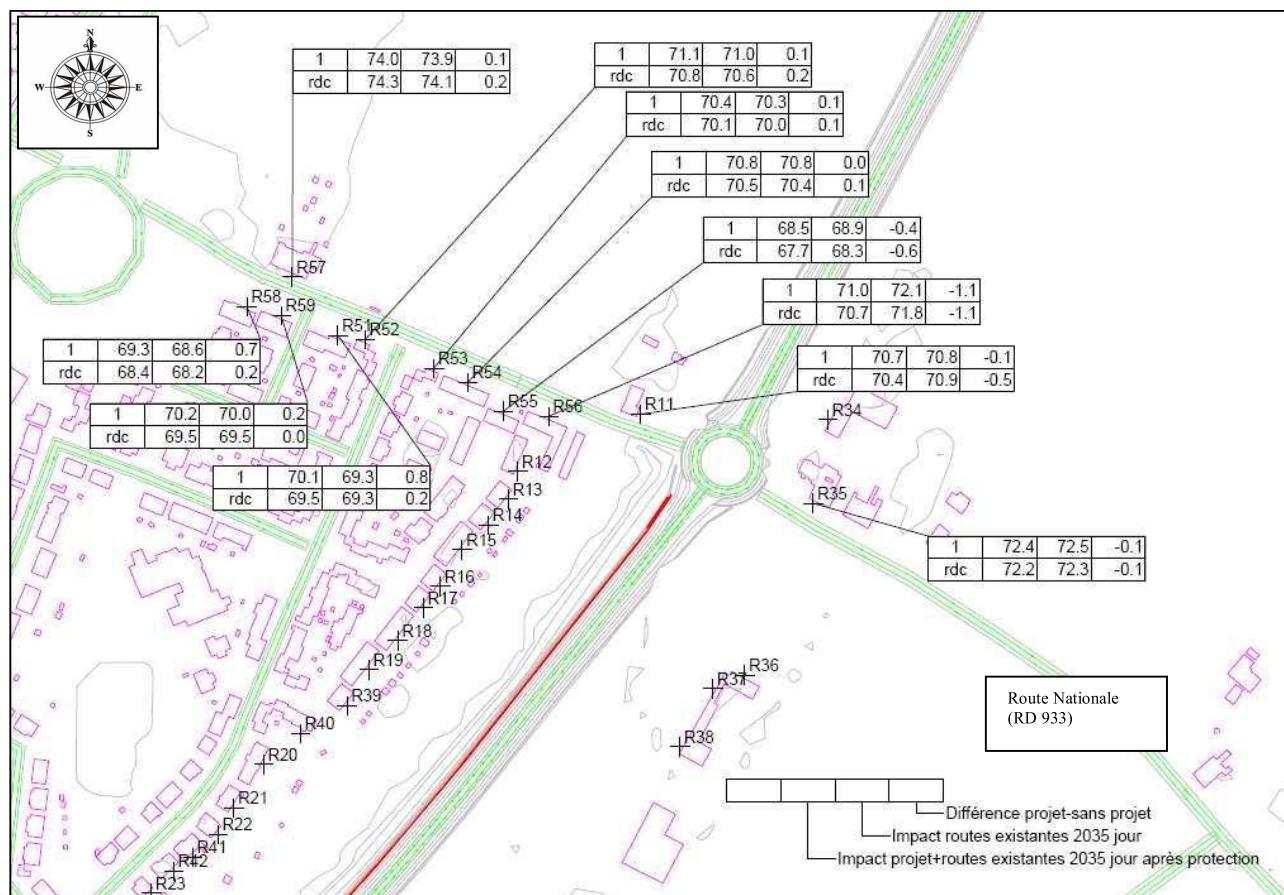 N
W E
S
1 74.0 73.9 0.1
rdc 74.3 74.1 0.2
1 71.1 71.0 0.1
rdc 70.8 70.6 0.2
1 70.4 70.3 0.1
rdc 70.1 70.0 0.1
1 70.8 70.8 0.0
rdc 70.5 70.4 0.1
1 68.5 68.9 -0.4
rdc 67.7 68.3 -0.6
1 71.0 72.1 -1.1
rdc 70.7 71.8 -1.1
1 70.7 70.8 -0.1
rdc 70.4 70.9 -0.5
1 69.3 68.6 0.7
rdc 68.4 68.2 0.2
1 70.2 70.0 0.2
rdc 69.5 69.5 0.0
1 70.1 69.3 0.8
rdc 69.5 69.3 0.2
1 72.4 72.5 -0.1
rdc 72.2 72.3 -0.1
R57
R58
R59
R51
R52
R53
R54
R55
R56
R11
R34
R35
R12
R13
R14
R15
R16
R17
R18
R19
R39
R40
R20
R21
R22
R41
R42
R23
R36
R37
R38
Route Nationale
(RD 933)
Différence projet-sans projet
Impact routes existantes 2035 jour
Impact projet+routes existantes 2035 jour après protection